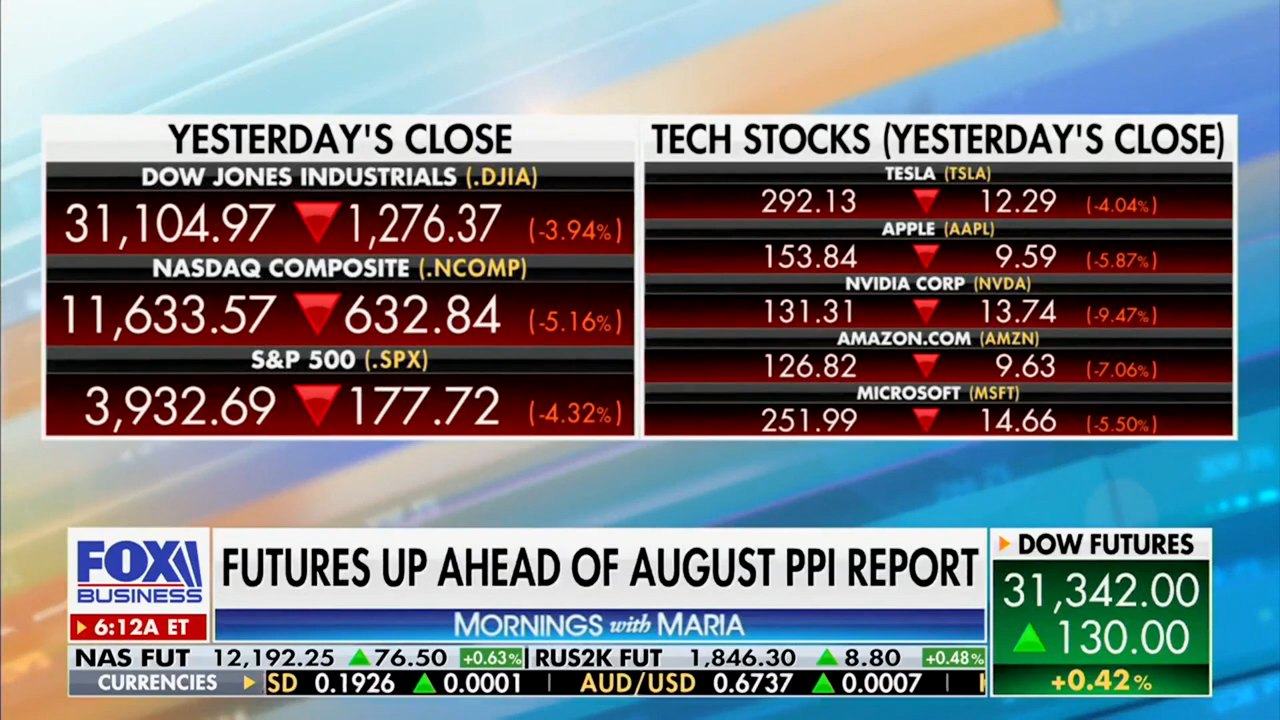 YESTERDAY'S CLOSE
DOW JONES INDUSTRIALS (.DJIA)
31,104.97 ▼ 1,276.37 (-3.94%)
NASDAQ COMPOSITE (.NCOMP)
11,633.57 ▼ 632.84 (-5.16%)
S&P 500 (.SPX)
3,932.69 ▼ 177.72 (-4.32%)
TECH STOCKS (YESTERDAY'S CLOSE)
TESLA (TSLA)
292.13 ▼ 12.29 (-4.04%)
APPLE (AAPL)
153.84 ▼ 9.59 (-5.87%)
NVIDIA CORP (NVDA)
131.31 ▼ 13.74 (-9.47%)
AMAZON.COM (AMZN)
126.82 ▼ 9.63 (-7.06%)
MICROSOFT (MSFT)
251.99 ▼ 14.66 (-5.50%)
FOX
BUSINESS
6:12A ET
FUTURES UP AHEAD OF AUGUST PPI REPORT
MORNINGS with MARIA
DOW FUTURES
31,342.00
▲ 130.00
+0.42%
NAS FUT 12,192.25 ▲ 76.50 +0.63% RUS2K FUT 1,846.30 ▲ 8.80 +0.48%
CURRENCIES SD 0.1926 ▲ 0.0001 | AUD/USD 0.6737 ▲ 0.0007 |